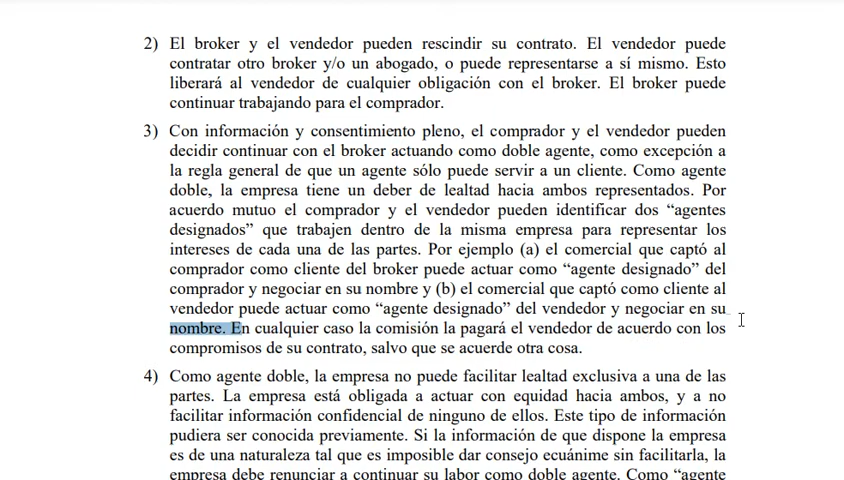 2) El broker y el vendedor pueden rescindir su contrato. El vendedor puede
contratar otro broker y/o un abogado, o puede representarse a sí mismo. Esto
liberará al vendedor de cualquier obligación con el broker. El broker puede
continuar trabajando para el comprador.
3) Con información y consentimiento pleno, el comprador y el vendedor pueden
decidir continuar con el broker actuando como doble agente, como excepción a
la regla general de que un agente sólo puede servir a un cliente. Como agente
doble, la empresa tiene un deber de lealtad hacia ambos representados. Por
acuerdo mutuo el comprador y el vendedor pueden identificar dos “agentes
designados” que trabajen dentro de la misma empresa para representar los
intereses de cada una de las partes. Por ejemplo (a) el comercial que captó al
comprador como cliente del broker puede actuar como “agente designado” del
comprador y negociar en su nombre y (b) el comercial que captó como cliente al
vendedor puede actuar como “agente designado” del vendedor y negociar en su
nombre. En cualquier caso la comisión la pagará el vendedor de acuerdo con los
compromisos de su contrato, salvo que se acuerde otra cosa.
4) Como agente doble, la empresa no puede facilitar lealtad exclusiva a una de las
partes. La empresa está obligada a actuar con equidad hacia ambos, y a no
facilitar información confidencial de ninguno de ellos. Este tipo de información
pudiera ser conocida previamente. Si la información de que dispone la empresa
es de una naturaleza tal que es imposible dar consejo ecuánime sin facilitarla, la
empresa debe renunciar a continuar su labor como doble agente. Como “agente